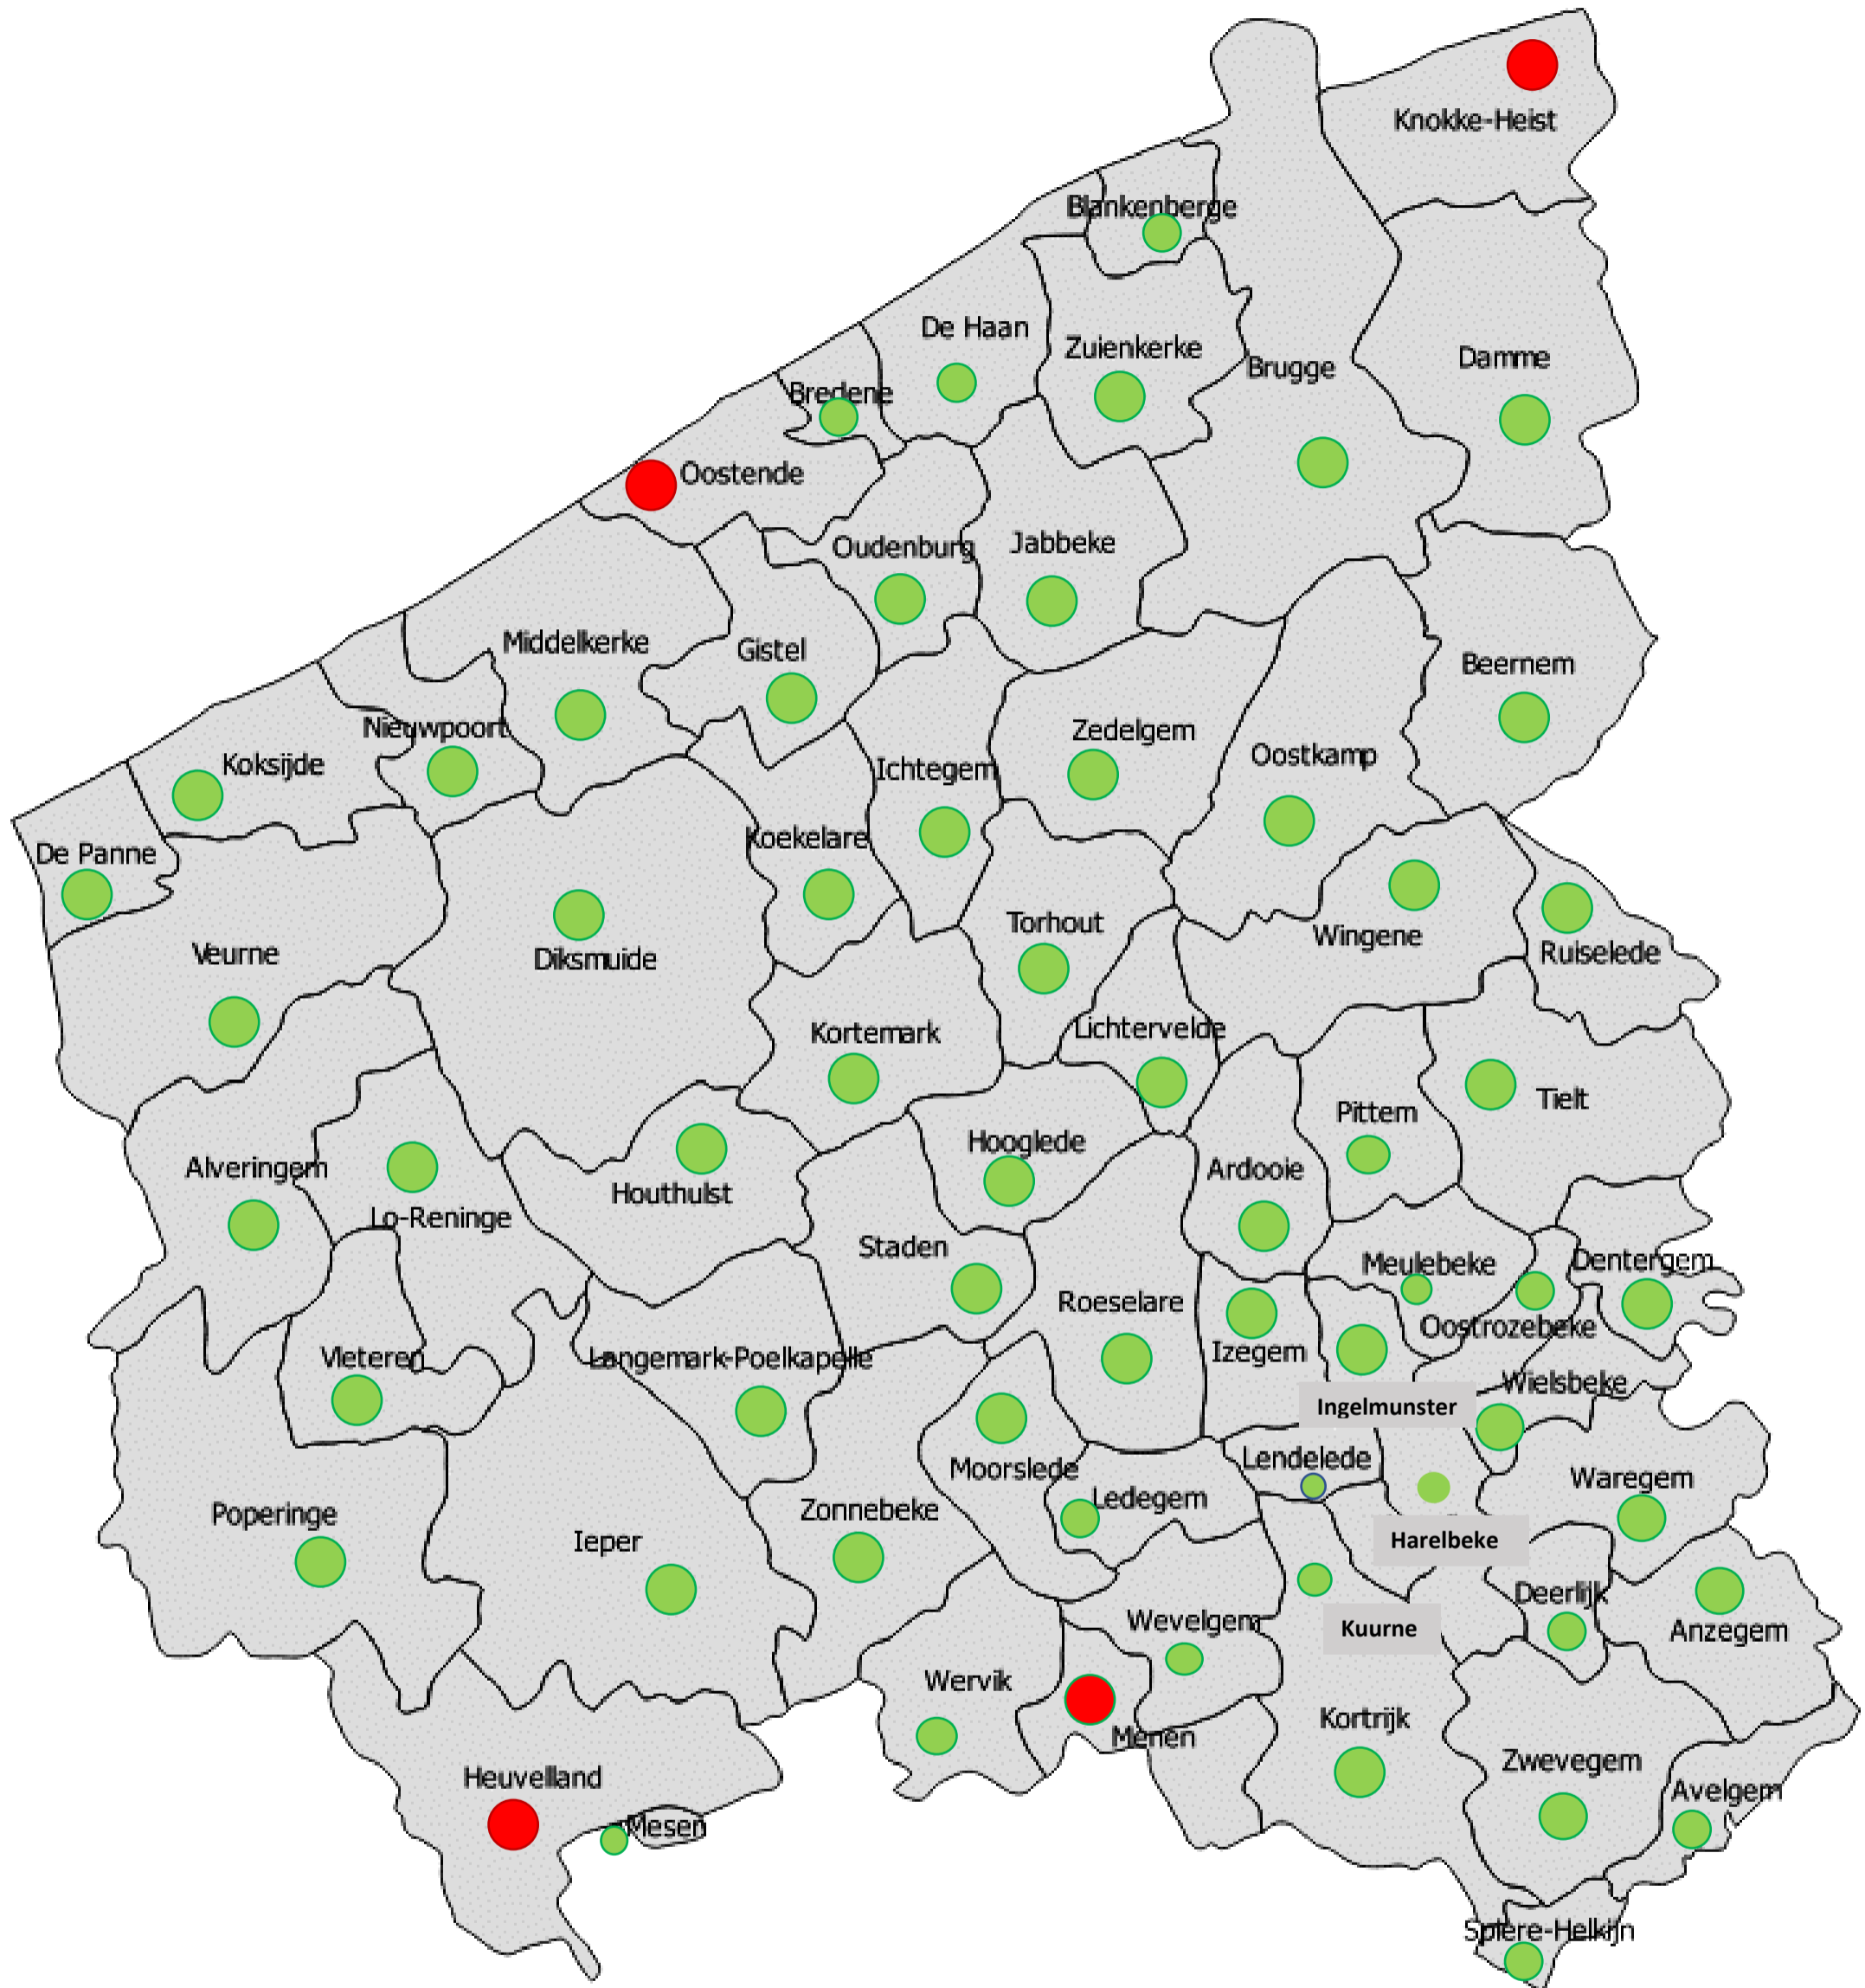 Knokke-Heist
Blankenberge
De Haan
Zuienkerke
Brugge
Damme
Bredene
Oostende
Oudenburg
Jabbeke
Middelkerke
Gistel
Beernem
Nieuwpoort
Zedelgem
Oostkamp
Koksijde
Ichtegem
De Panne
Koekelare
Torhout
Wingene
Veurne
Diksmuide
Ruiselede
Kortemark
Lichtervelde
Tielt
Pittem
Hooglede
Alveringem
Ardooie
Houthulst
Lo-Reninge
Staden
Meulebeke
Dentergem
Roeselare
Oostrozebeke
Izegem
Vleteren
Langemark-Poelkapelle
Wielsbeke
Ingelmunster
Lendelede
Moorslede
Waregem
Ledegem
Poperinge
Zonnebeke
Ieper
Harelbeke
Deerlijk
Wevelgem
Kuurne
Anzegem
Wervik
Kortrijk
Menen
Zwevegem
Heuvelland
Avelgem
Mesen
Spiere-Helkijn